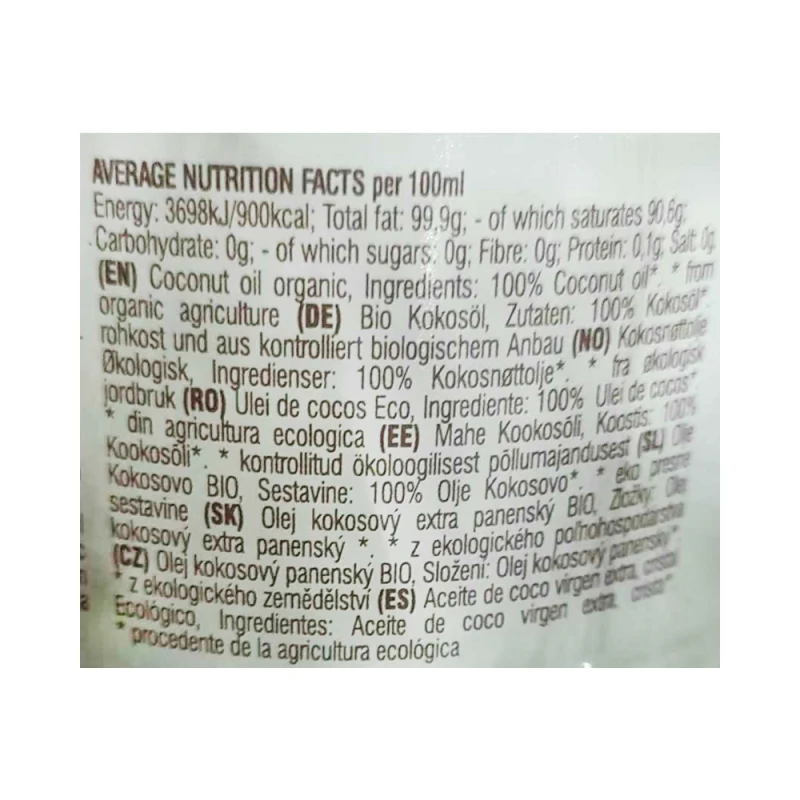 AVERAGE NUTRITION FACTS per 100ml
Energy: 3698kJ/900kcal; Total fat: 99,9g; - of which saturates 90,6g;
Carbohydrate: 0g; - of which sugars: 0g; Fibre: 0g; Protein: 0,1g; Salt: 0g
(EN) Coconut oil organic, Ingredients: 100% Coconut oil*. * from
organic agriculture (DE) Bio Kokosöl, Zutaten: 100% Kokosöl*
rohkost und aus kontrolliert biologischem Anbau (NO) Kokosnøttolje
Økologisk, Ingredienser: 100% Kokosnøttolje*. * fra økologisk
jordbruk (RO) Ulei de cocos Eco, Ingrediente: 100% Ulei de cocos*
* din agricultura ecologica (EE) Mahe Kookosõli, Koostis: 100%
Kookosõli*. * kontrollitud ökoloogilisest põllumajandusest (SL) Olje
Kokosovo BIO, Sestavine: 100% Olje Kokosovo*. * eko presne
sestavine (SK) Olej kokosový extra panenský BIO, Zložky: Olej
kokosový extra panenský *. * z ekologického poľnohospodárstva
(CZ) Olej kokosový panenský BIO, Složení: Olej kokosový panenský*
* z ekologického zemědělství (ES) Aceite de coco virgen extra, cristal
Ecológico, Ingredientes: Aceite de coco virgen extra, cristal*
* procedente de la agricultura ecológica